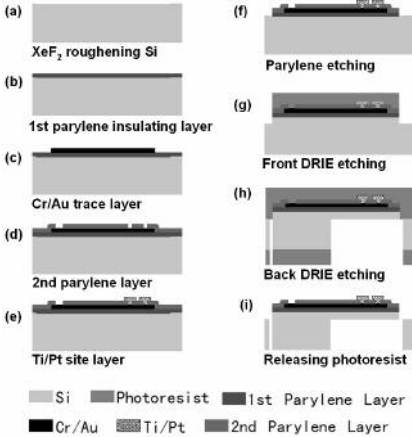 (a)
XeF2 roughening Si
(b)
1st parylene insulating layer
(c)
Cr/Au trace layer
(d)
2nd parylene layer
(e)
Ti/Pt site layer
(f)
Parylene etching
(g)
Front DRIE etching
(h)
Back DRIE etching
(i)
Releasing photoresist
Si Photoresist 1st Parylene Layer
Cr/Au Ti/Pt 2nd Parylene Layer